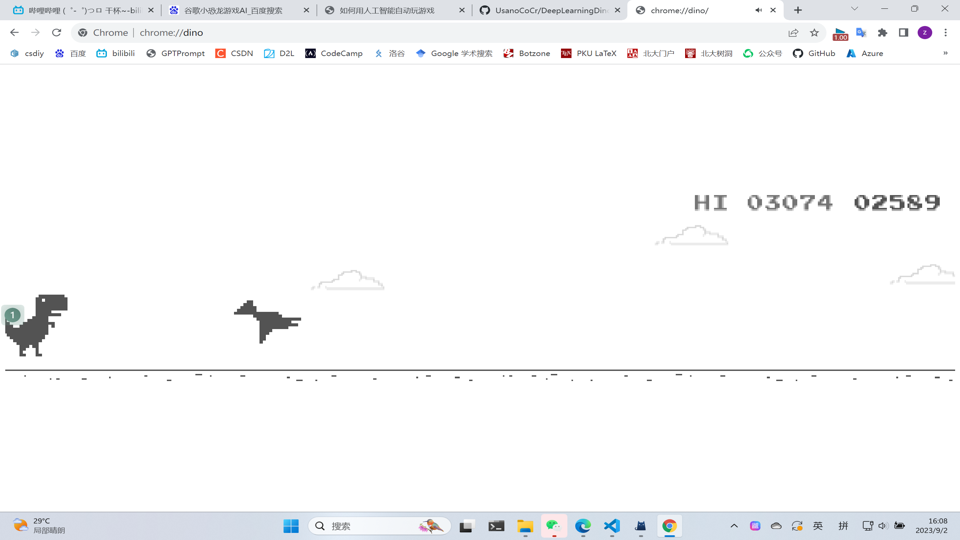 哔哩哔哩 (゜-゜)つロ 干杯~-bili
谷歌小恐龙游戏AI_百度搜索
如何用人工智能自动玩游戏
UsanoCoCr/DeepLearningDin
chrome://dino/
Chrome | chrome://dino
1.00
z
csdiy
百度
bilibili
GPTPrompt
CSDN
D2L
CodeCamp
洛谷
Google 学术搜索
Botzone
PKU LaTeX
北大门户
北大树洞
公众号
GitHub
Azure
»
HI 03074 02589
1
29°C
局部晴朗
搜索
英
拼
16:08
2023/9/2